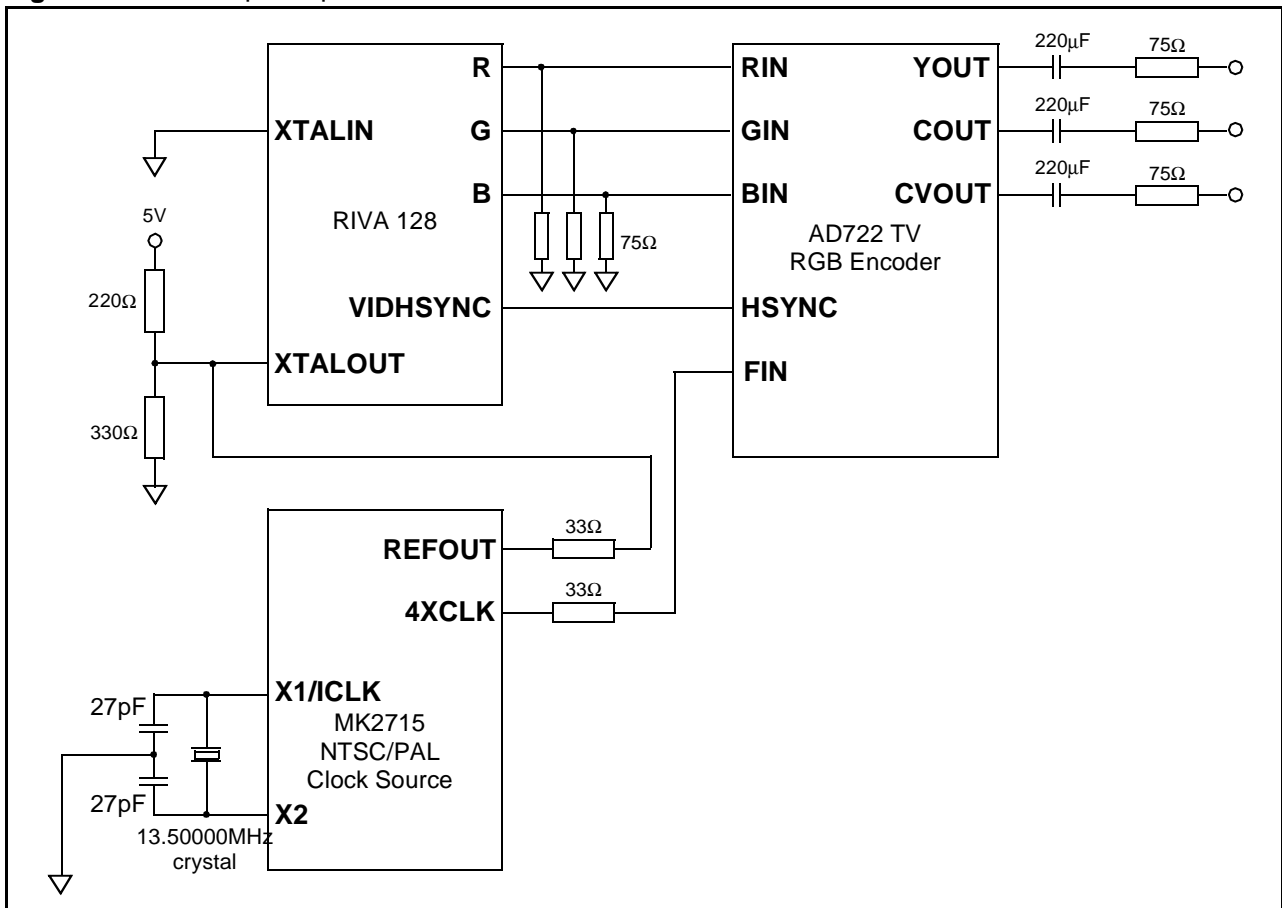 R
G
B
XTALIN
RIVA 128
VIDHSYNC
XTALOUT
5V
220Ω
330Ω
75Ω
RIN
GIN
BIN
YOUT
COUT
CVOUT
AD722 TV
RGB Encoder
HSYNC
FIN
220μF
75Ω
220μF
75Ω
220μF
75Ω
REFOUT
33Ω
4XCLK
33Ω
X1/ICLK
MK2715
NTSC/PAL
Clock Source
X2
27pF
27pF
13.50000MHz
crystal